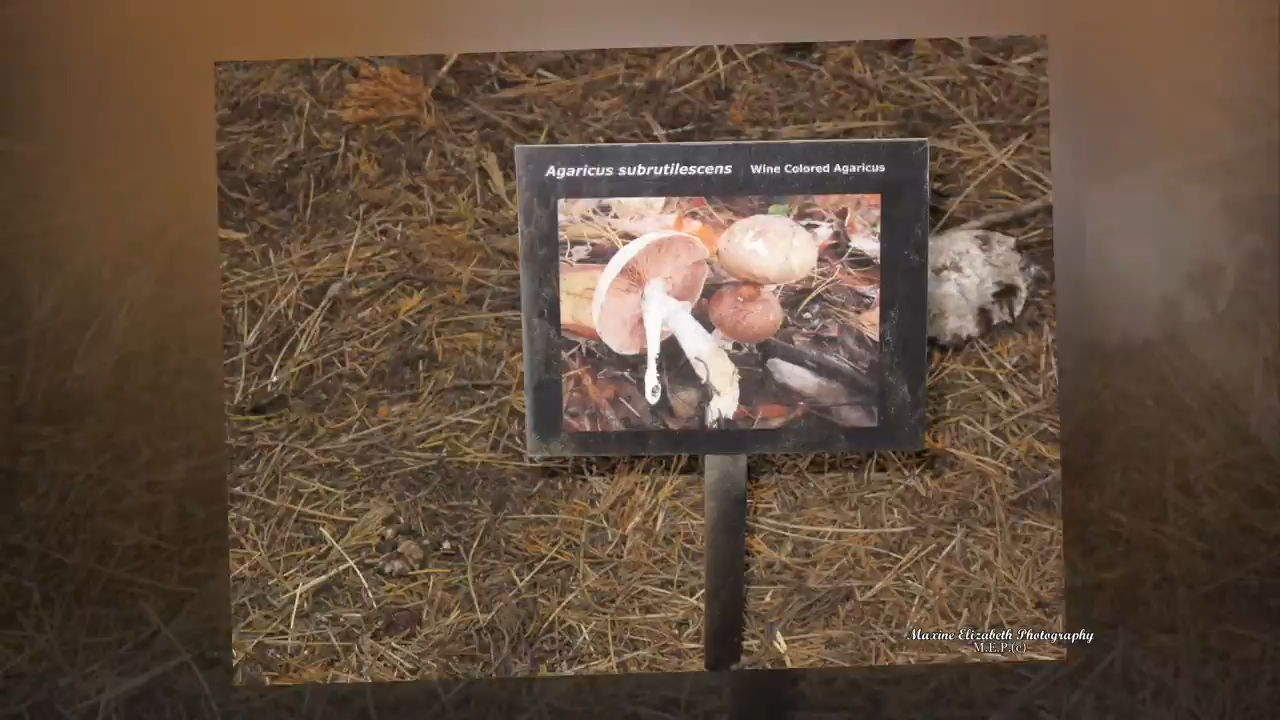 Agaricus subrutilescens Wine Colored Agaricus
Maxine Elizabeth Photography
M.E.P.(c)